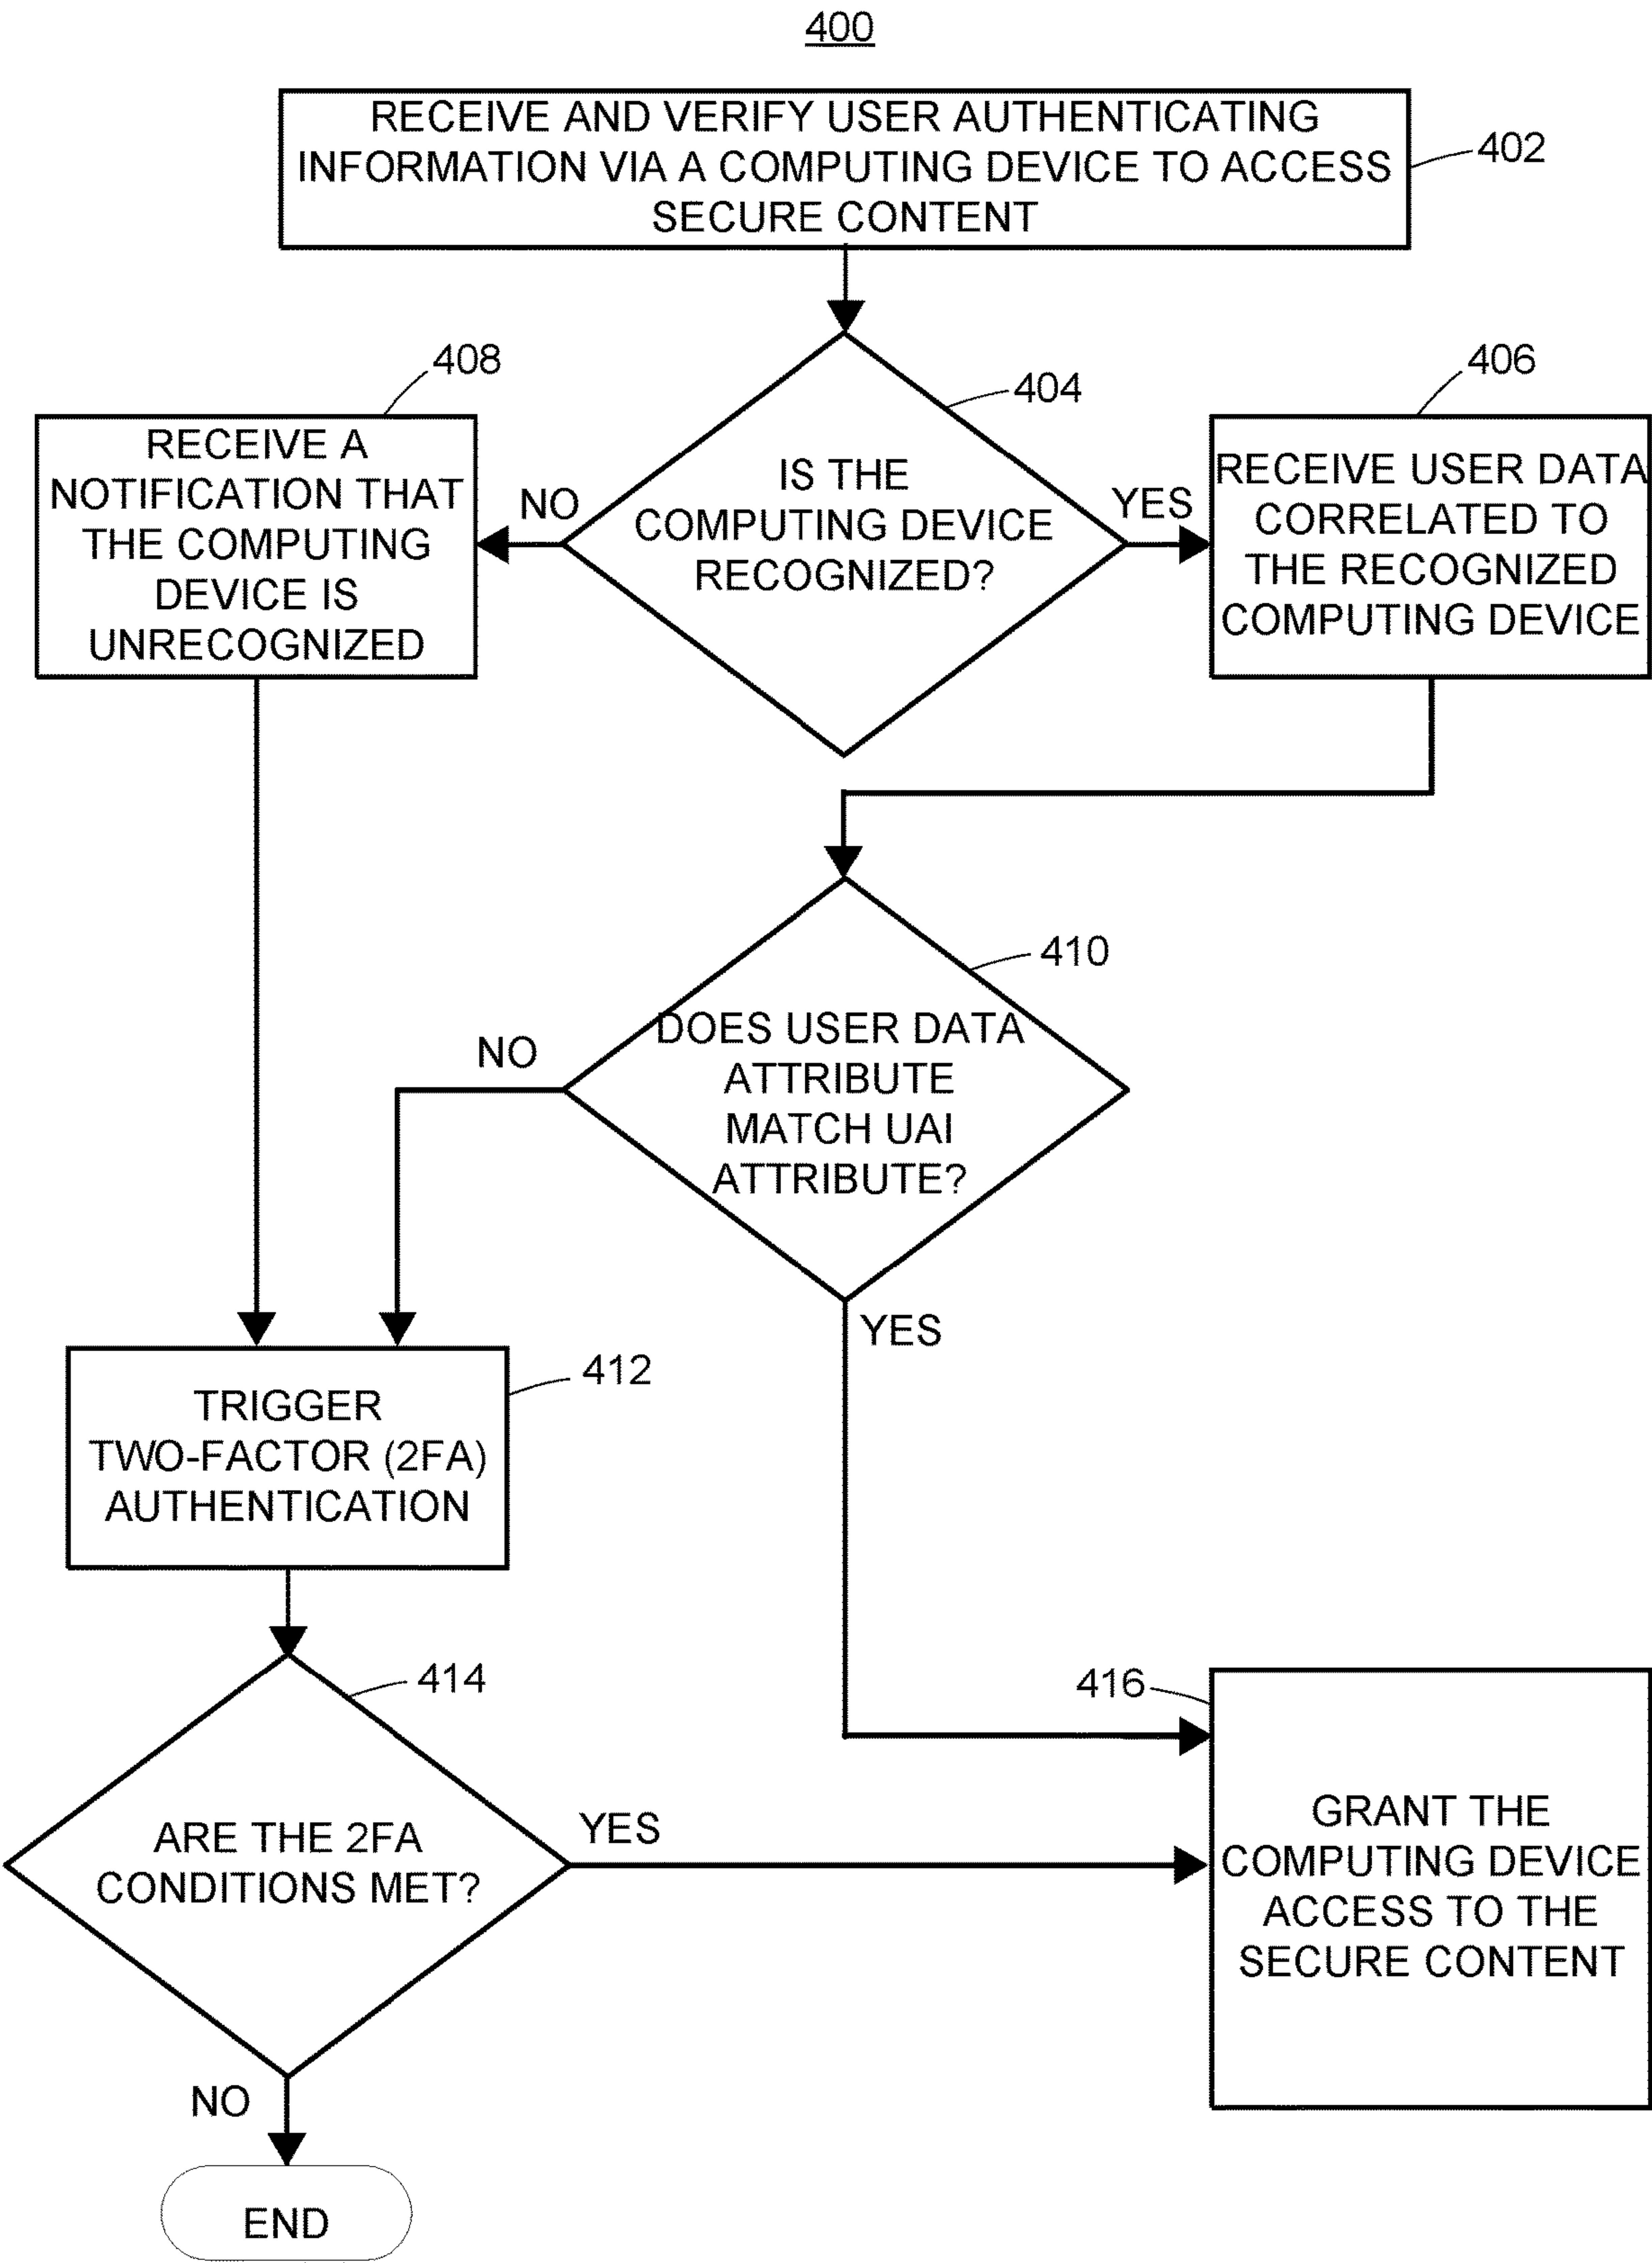 400
RECEIVE AND VERIFY USER AUTHENTICATING
INFORMATION VIA A COMPUTING DEVICE TO ACCESS
SECURE CONTENT
402
408
404
406
RECEIVE A
NOTIFICATION THAT
THE COMPUTING
DEVICE IS
UNRECOGNIZED
NO
IS THE
COMPUTING DEVICE
RECOGNIZED?
YES
RECEIVE USER DATA
CORRELATED TO
THE RECOGNIZED
COMPUTING DEVICE
410
NO
DOES USER DATA
ATTRIBUTE
MATCH UAI
ATTRIBUTE?
YES
412
TRIGGER
TWO-FACTOR (2FA)
AUTHENTICATION
414
416
ARE THE 2FA
CONDITIONS MET?
YES
GRANT THE
COMPUTING DEVICE
ACCESS TO THE
SECURE CONTENT
NO
END